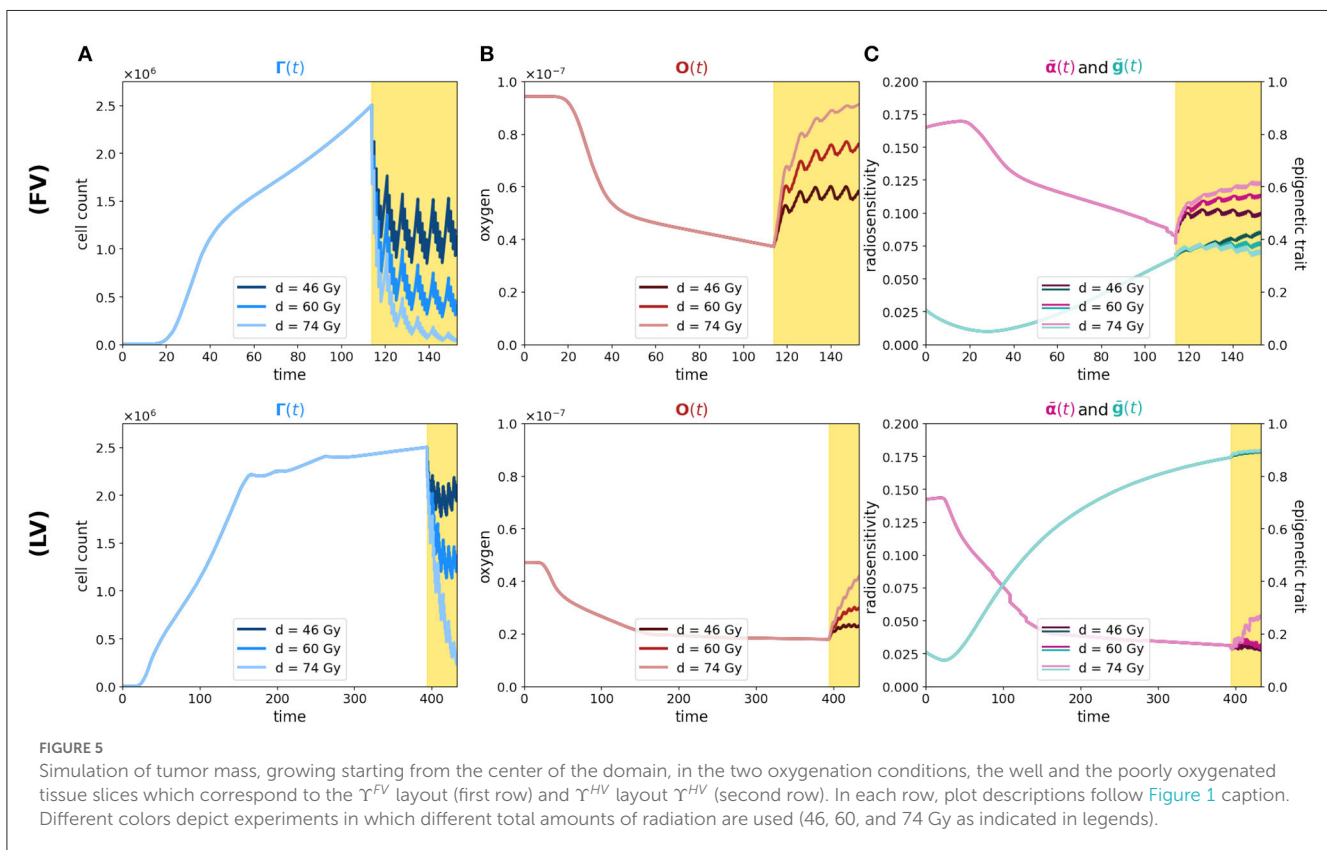 A
B
C
Γ(t)
O(t)
ᾱ(t) and ḡ(t)
×10⁶
×10⁻⁷
(FV)
cell count
2.5
2.0
1.5
1.0
0.5
0.0
d = 46 Gy
d = 60 Gy
d = 74 Gy
0 20 40 60 80 100 120 140
time
oxygen
1.0
0.8
0.6
0.4
0.2
0.0
d = 46 Gy
d = 60 Gy
d = 74 Gy
0 20 40 60 80 100 120 140
time
radiosensitivity
0.200
0.175
0.150
0.125
0.100
0.075
0.050
0.025
0.000
d = 46 Gy
d = 60 Gy
d = 74 Gy
0 20 40 60 80 100 120 140
time
1.0
0.8
0.6
0.4
0.2
0.0
epigenetic trait
Γ(t)
O(t)
ᾱ(t) and ḡ(t)
×10⁶
×10⁻⁷
(LV)
cell count
2.5
2.0
1.5
1.0
0.5
0.0
d = 46 Gy
d = 60 Gy
d = 74 Gy
0 100 200 300 400
time
oxygen
1.0
0.8
0.6
0.4
0.2
0.0
d = 46 Gy
d = 60 Gy
d = 74 Gy
0 100 200 300 400
time
radiosensitivity
0.200
0.175
0.150
0.125
0.100
0.075
0.050
0.025
0.000
d = 46 Gy
d = 60 Gy
d = 74 Gy
0 100 200 300 400
time
1.0
0.8
0.6
0.4
0.2
0.0
epigenetic trait
FIGURE 5
Simulation of tumor mass, growing starting from the center of the domain, in the two oxygenation conditions, the well and the poorly oxygenated
tissue slices which correspond to the ϒ^FV layout (first row) and ϒ^HV layout ϒ^HV (second row). In each row, plot descriptions follow Figure 1 caption.
Different colors depict experiments in which different total amounts of radiation are used (46, 60, and 74 Gy as indicated in legends).